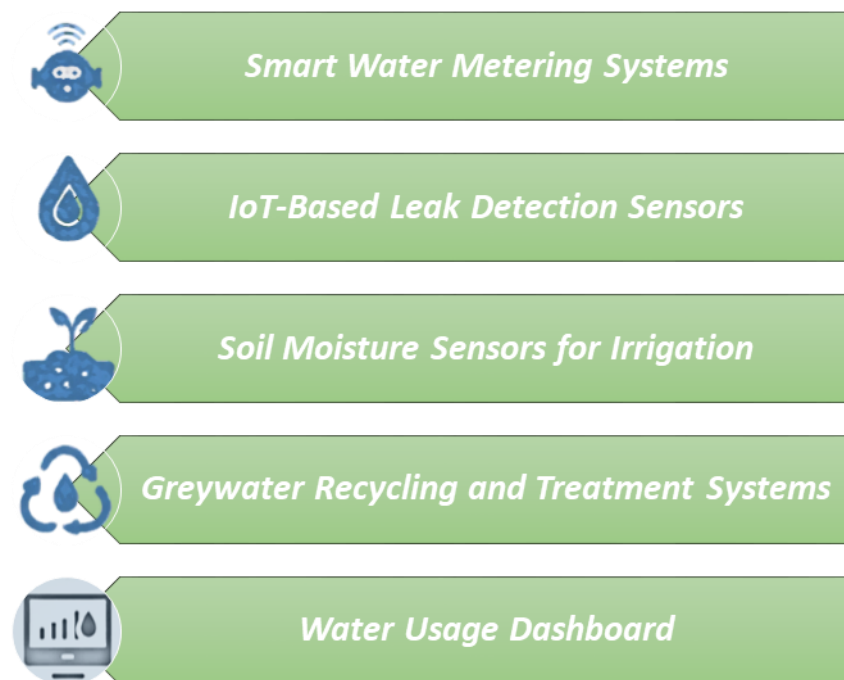 Smart Water Metering Systems
IoT-Based Leak Detection Sensors
Soil Moisture Sensors for Irrigation
Greywater Recycling and Treatment Systems
Water Usage Dashboard